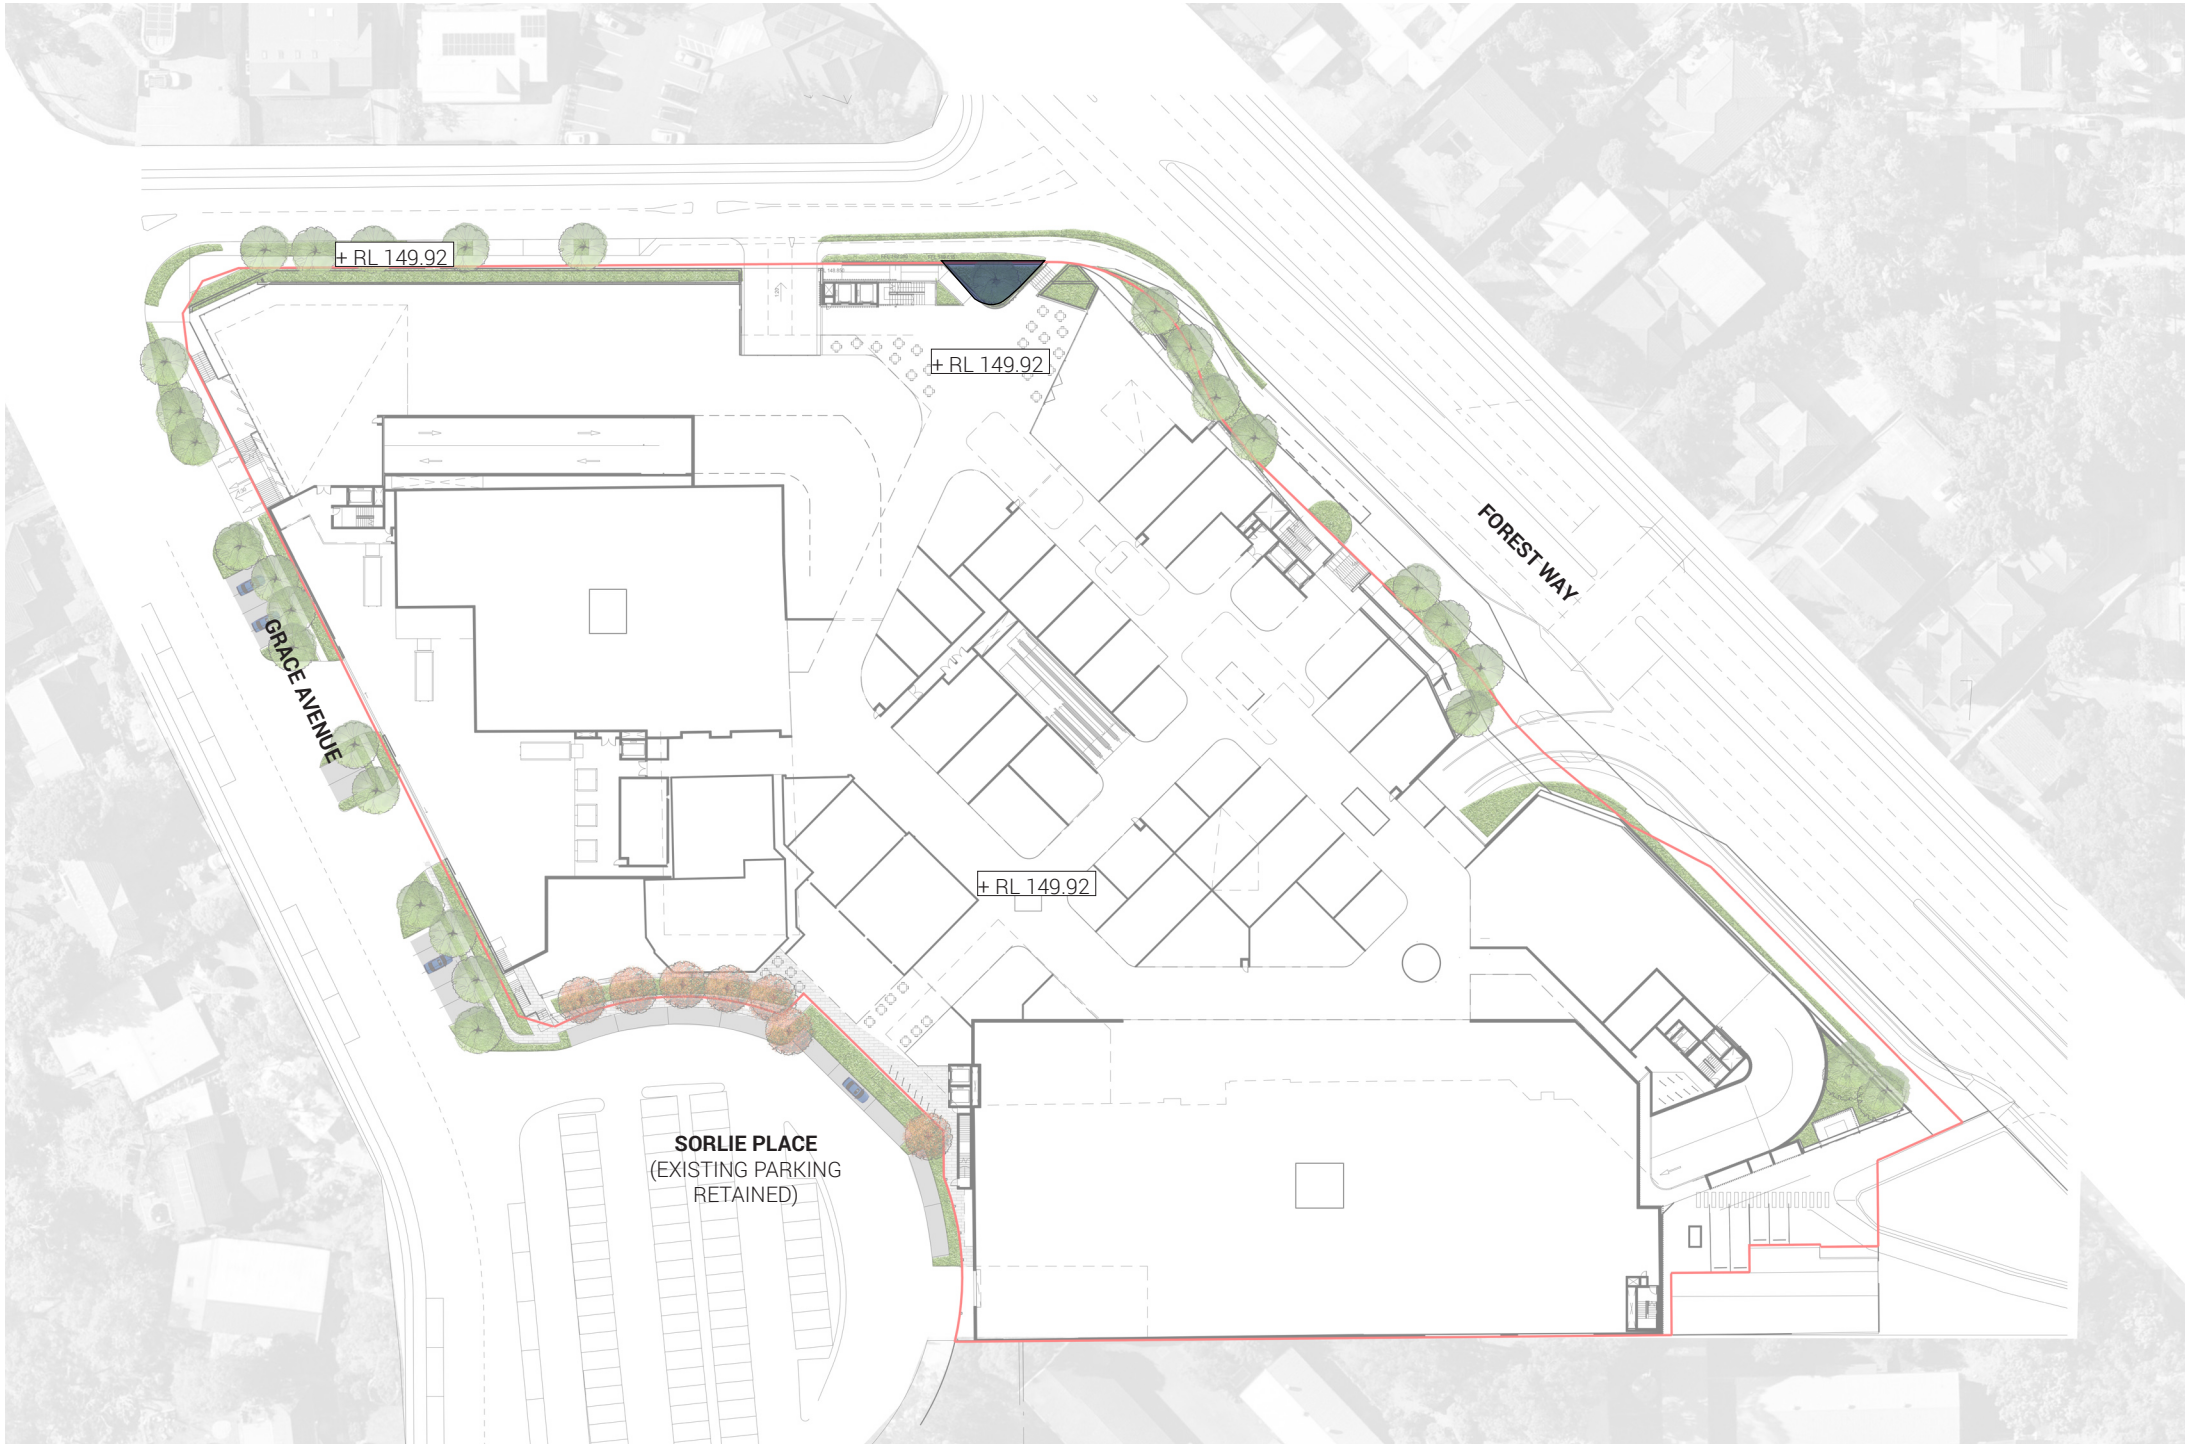 + RL 149.92
+ RL 149.92
FOREST WAY
GRACE AVENUE
+ RL 149.92
SORLIE PLACE
(EXISTING PARKING
RETAINED)